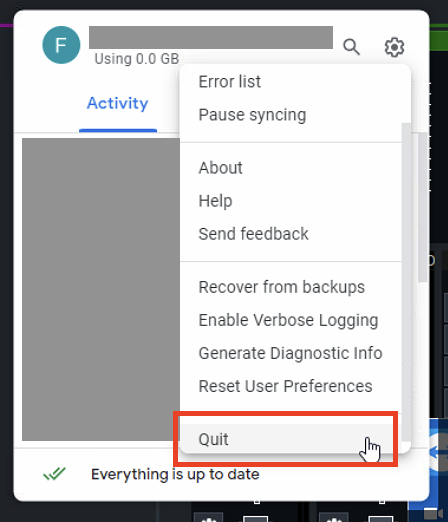 F
Using 0.0 GB
Activity
Error list
Pause syncing
About
Help
Send feedback
Recover from backups
Enable Verbose Logging
Generate Diagnostic Info
Reset User Preferences
Quit
Everything is up to date